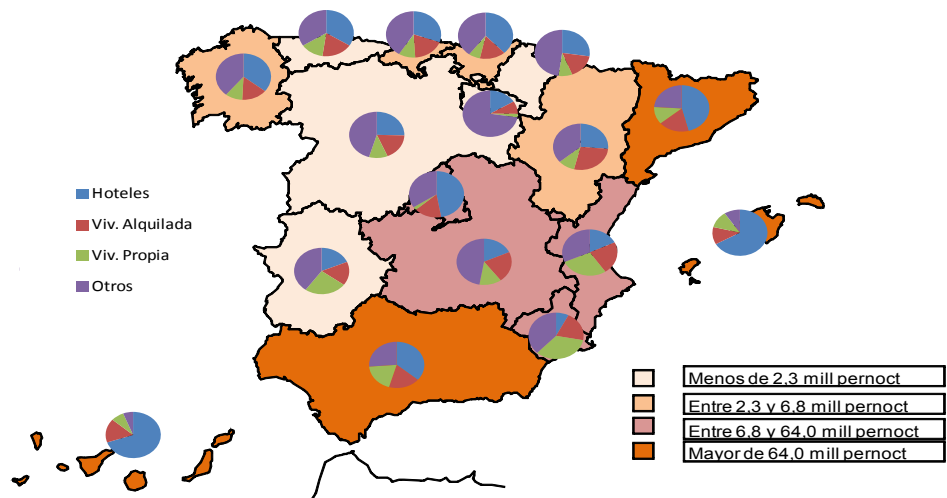 Hoteles
Viv. Alquilada
Viv. Propia
Otros
Menos de 2,3 mill pernoct
Entre 2,3 y 6,8 mill pernoct
Entre 6,8 y 64,0 mill pernoct
Mayor de 64,0 mill pernoct